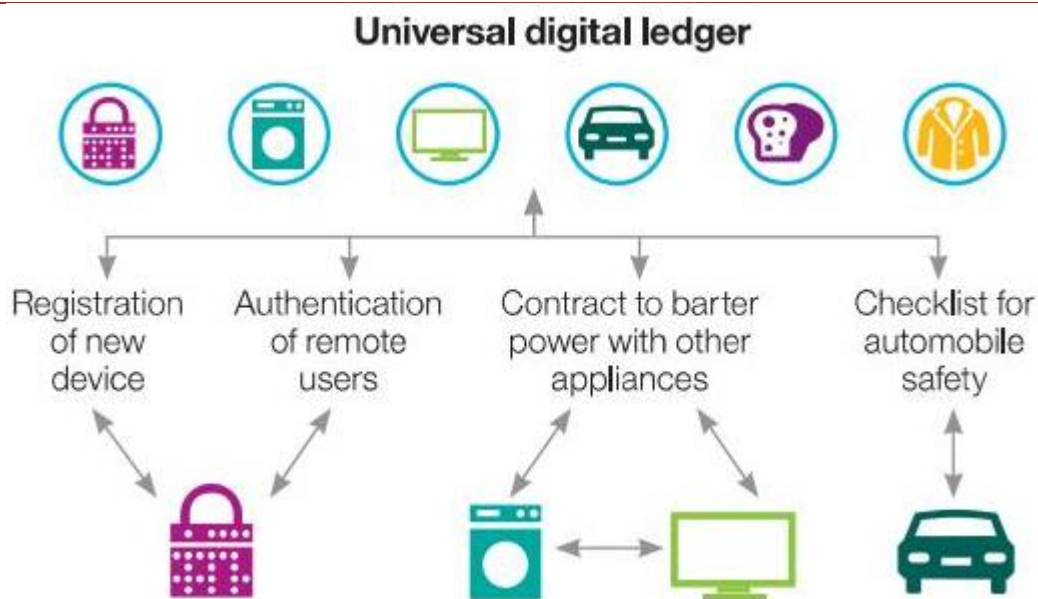 Universal digital ledger
Registration
of new
device
Authentication
of remote
users
Contract to barter
power with other
appliances
Checklist for
automobile
safety